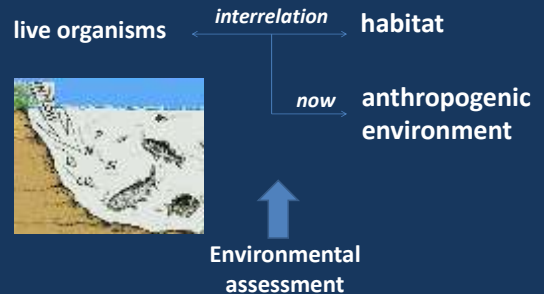 live organisms
interrelation
habitat
now
anthropogenic
environment
Environmental
assessment